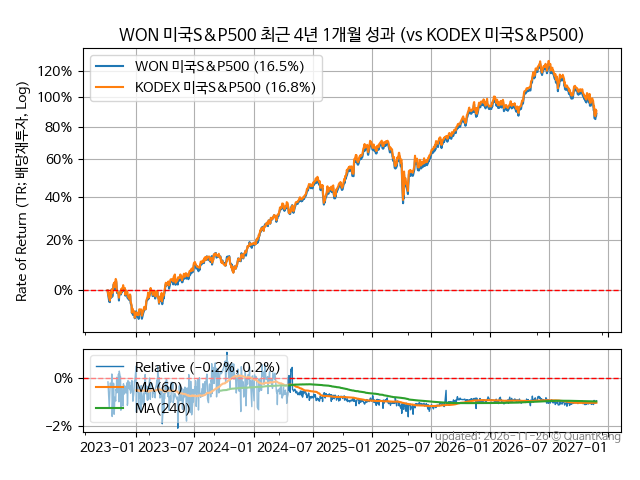 WON 미국S&P500 최근 4년 1개월 성과 (vs KODEX 미국S&P500)
Rate of Return (TR; 배당재투자, Log)
120%
100%
80%
60%
40%
20%
0%
WON 미국S&P500 (16.5%)
KODEX 미국S&P500 (16.8%)
0%
−2%
Relative (−0.2%, 0.2%)
MA(60)
MA(240)
updated: 2026-11-26 © QuantKang
2023-01 2023-07 2024-01 2024-07 2025-01 2025-07 2026-01 2026-07 2027-01